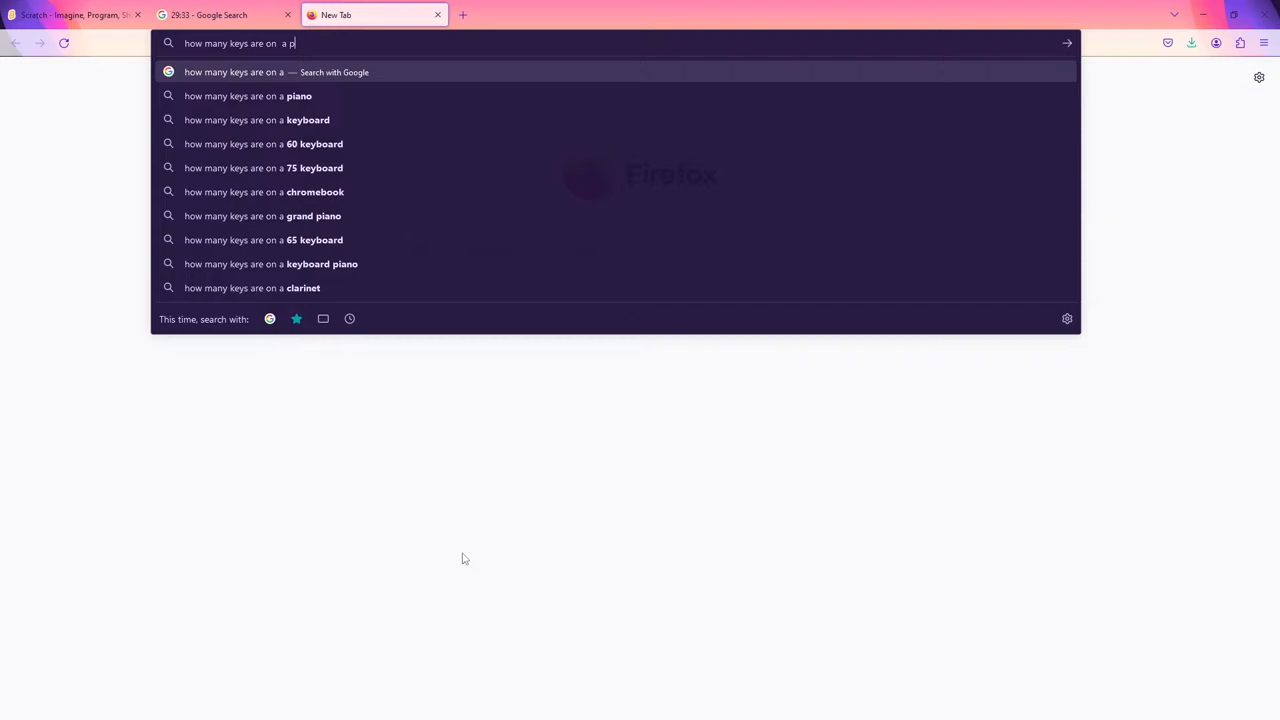 Scratch - Imagine, Program, Sh
29:33 - Google Search
New Tab
how many keys are on  a p
how many keys are on a — Search with Google
how many keys are on a piano
how many keys are on a keyboard
how many keys are on a 60 keyboard
how many keys are on a 75 keyboard
how many keys are on a chromebook
how many keys are on a grand piano
how many keys are on a 65 keyboard
how many keys are on a keyboard piano
how many keys are on a clarinet
This time, search with:
Firefox